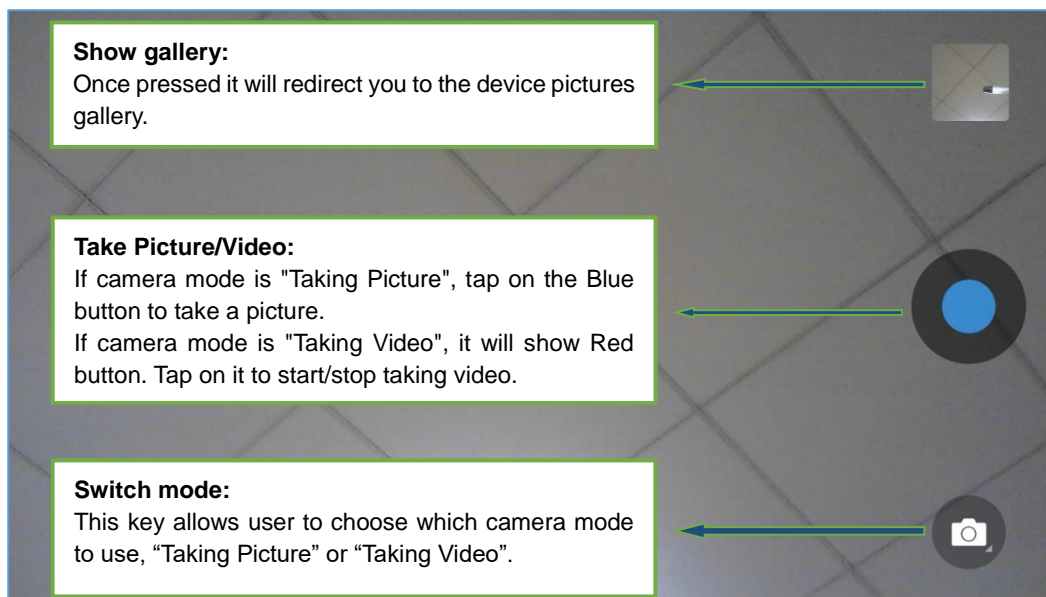 Show gallery:
Once pressed it will redirect you to the device pictures
gallery.
Take Picture/Video:
If camera mode is "Taking Picture", tap on the Blue
button to take a picture.
If camera mode is "Taking Video", it will show Red
button. Tap on it to start/stop taking video.
Switch mode:
This key allows user to choose which camera mode
to use, “Taking Picture” or “Taking Video”.